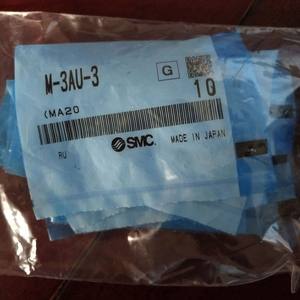 M-3AU-3
G
10
(MA20
SMC.
MADE IN JAPAN
RU